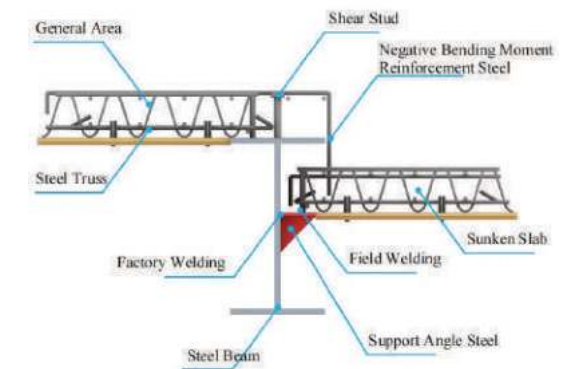 Shear Stud
General Area
Negative Bending Moment
Reinforcement Steel
Steel Truss
Sunken Slab
Factory Welding
Field Welding
Support Angle Steel
Steel Beam